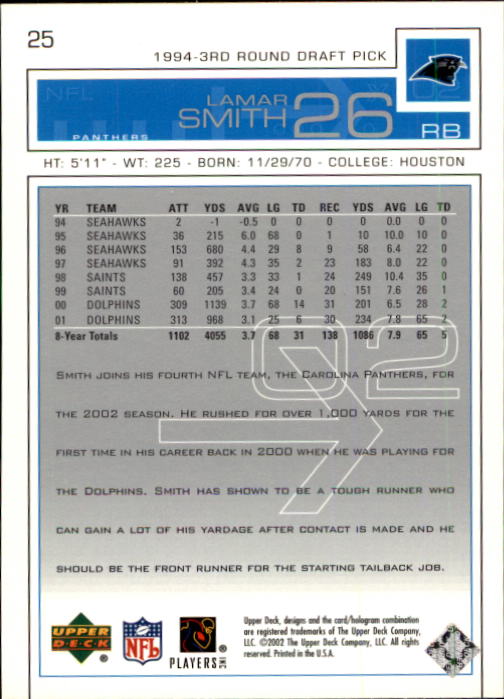 25
1994-3RD ROUND DRAFT PICK
NFL
02
LAMAR
SMITH 26
PANTHERS
RB
HT: 5'11" - WT: 225 - BORN: 11/29/70 - COLLEGE: HOUSTON
YR TEAM ATT YDS AVG LG TD REC YDS AVG LG TD
94 SEAHAWKS 2 -1 -0.5 0 0 0 0 0.0 0 0
95 SEAHAWKS 36 215 6.0 68 0 1 10 10.0 10 0
96 SEAHAWKS 153 680 4.4 29 8 9 58 6.4 22 0
97 SEAHAWKS 91 392 4.3 35 2 23 183 8.0 22 0
98 SAINTS 138 457 3.3 33 1 24 249 10.4 35 0
99 SAINTS 60 205 3.4 24 0 20 151 7.6 26 1
00 DOLPHINS 309 1139 3.7 68 14 31 201 6.5 28 2
01 DOLPHINS 313 968 3.1 25 6 30 234 7.8 65 2
8-Year Totals 1102 4055 3.7 68 31 138 1086 7.9 65 5
02
SMITH JOINS HIS FOURTH NFL TEAM, THE CAROLINA PANTHERS, FOR
THE 2002 SEASON. HE RUSHED FOR OVER 1,000 YARDS FOR THE
FIRST TIME IN HIS CAREER BACK IN 2000 WHEN HE WAS PLAYING FOR
THE DOLPHINS. SMITH HAS SHOWN TO BE A TOUGH RUNNER WHO
CAN GAIN A LOT OF HIS YARDAGE AFTER CONTACT IS MADE AND HE
SHOULD BE THE FRONT RUNNER FOR THE STARTING TAILBACK JOB.
UPPER
DECK
NFL
PLAYERS INC
Upper Deck, designs and the card/hologram combination
are registered trademarks of The Upper Deck Company,
LLC. ©2002 The Upper Deck Company, LLC. All rights
reserved. Printed in the U.S.A.